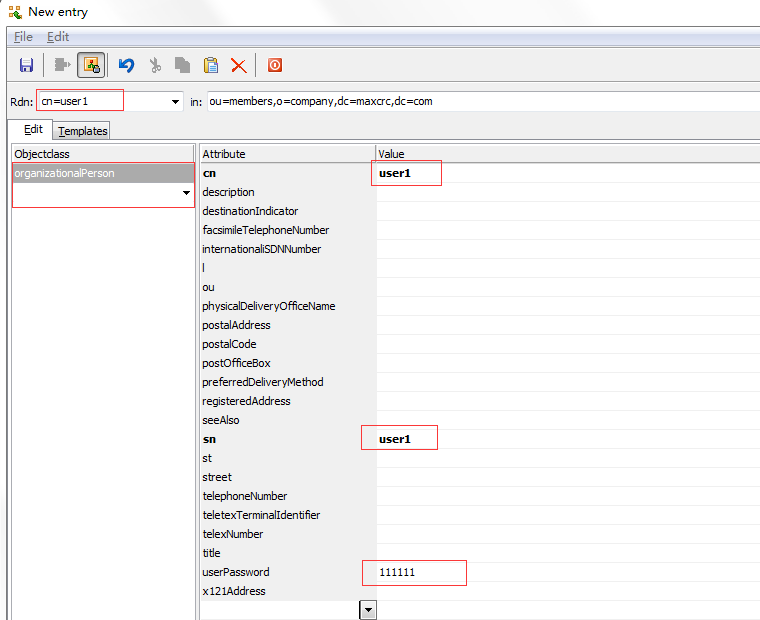 New entry
File Edit
Rdn: cn=user1 in: ou=members,o=company,dc=maxcrc,dc=com
Edit Templates
Objectclass Attribute Value
organizationalPerson cn user1
description
destinationIndicator
facsimileTelephoneNumber
internationaliSDNNumber
l
ou
physicalDeliveryOfficeName
postalAddress
postalCode
postOfficeBox
preferredDeliveryMethod
registeredAddress
seeAlso
sn user1
st
street
telephoneNumber
teletexTerminalIdentifier
telexNumber
title
userPassword 111111
x121Address